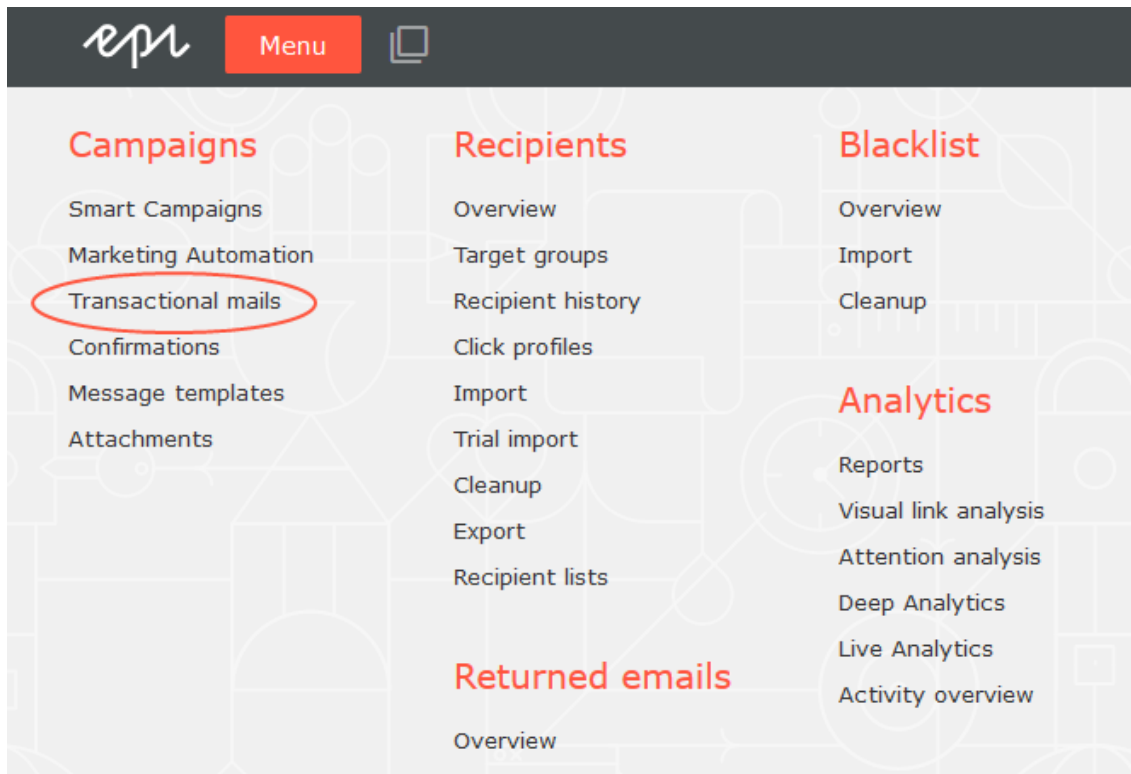 epi
Menu
Campaigns
Smart Campaigns
Marketing Automation
Transactional mails
Confirmations
Message templates
Attachments
Recipients
Overview
Target groups
Recipient history
Click profiles
Import
Trial import
Cleanup
Export
Recipient lists
Returned emails
Overview
Blacklist
Overview
Import
Cleanup
Analytics
Reports
Visual link analysis
Attention analysis
Deep Analytics
Live Analytics
Activity overview